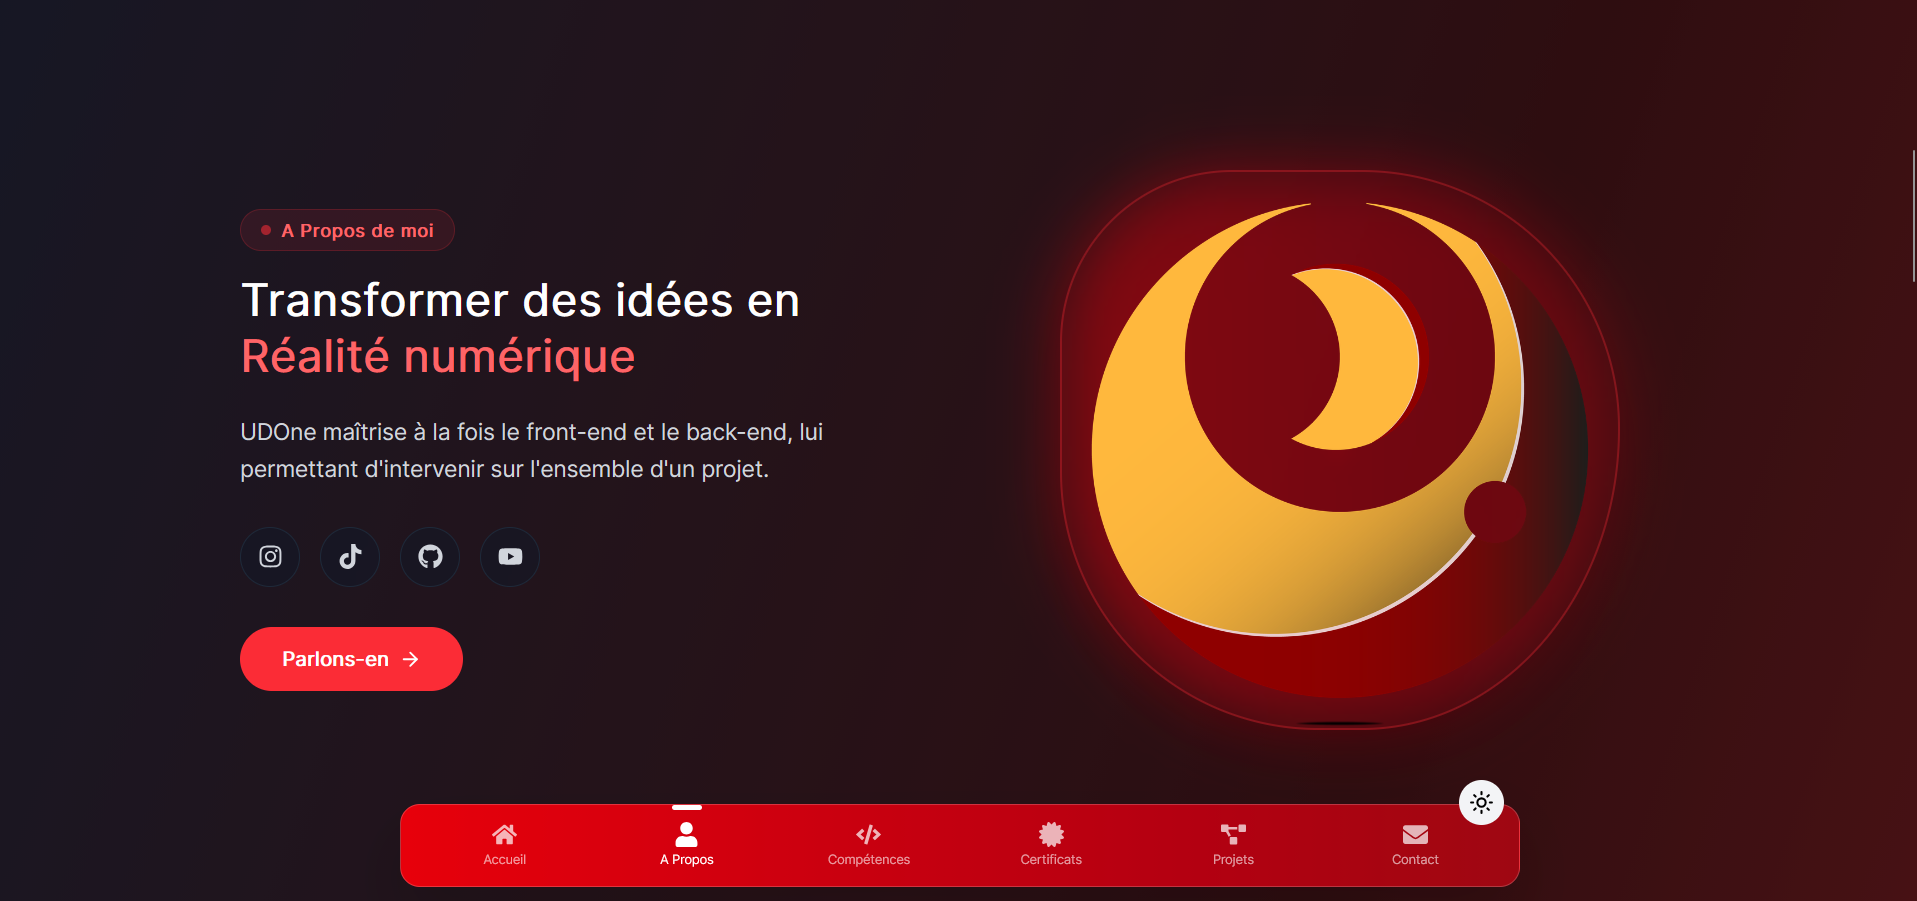 A Propos de moi
Transformer des idées en
Réalité numérique
UDOne maîtrise à la fois le front-end et le back-end, lui
permettant d'intervenir sur l'ensemble d'un projet.
Parlons-en
Accueil
A Propos
Compétences
Certificats
Projets
Contact